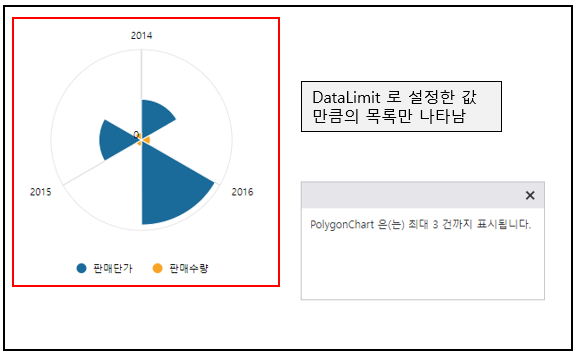 2014
0
2015
2016
판매단가 판매수량
DataLimit 로 설정한 값
만큼의 목록만 나타남
PolygonChart 은(는) 최대 3 건까지 표시됩니다.